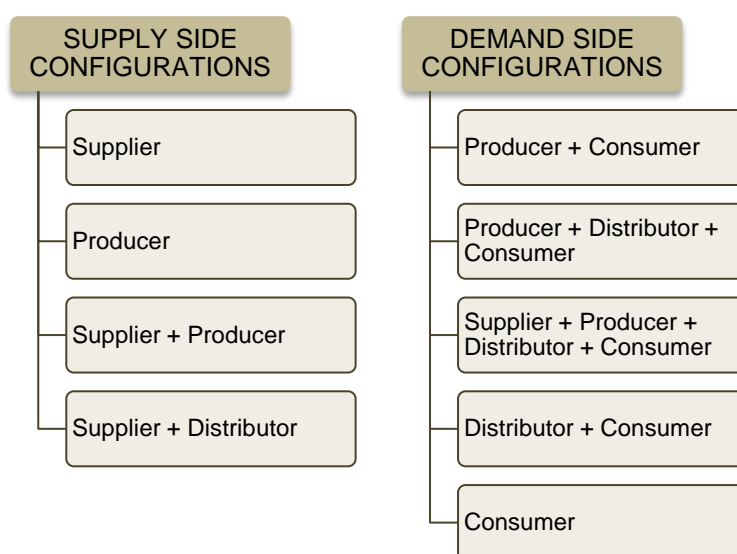 SUPPLY SIDE
CONFIGURATIONS
Supplier
Producer
Supplier + Producer
Supplier + Distributor
DEMAND SIDE
CONFIGURATIONS
Producer + Consumer
Producer + Distributor +
Consumer
Supplier + Producer +
Distributor + Consumer
Distributor + Consumer
Consumer